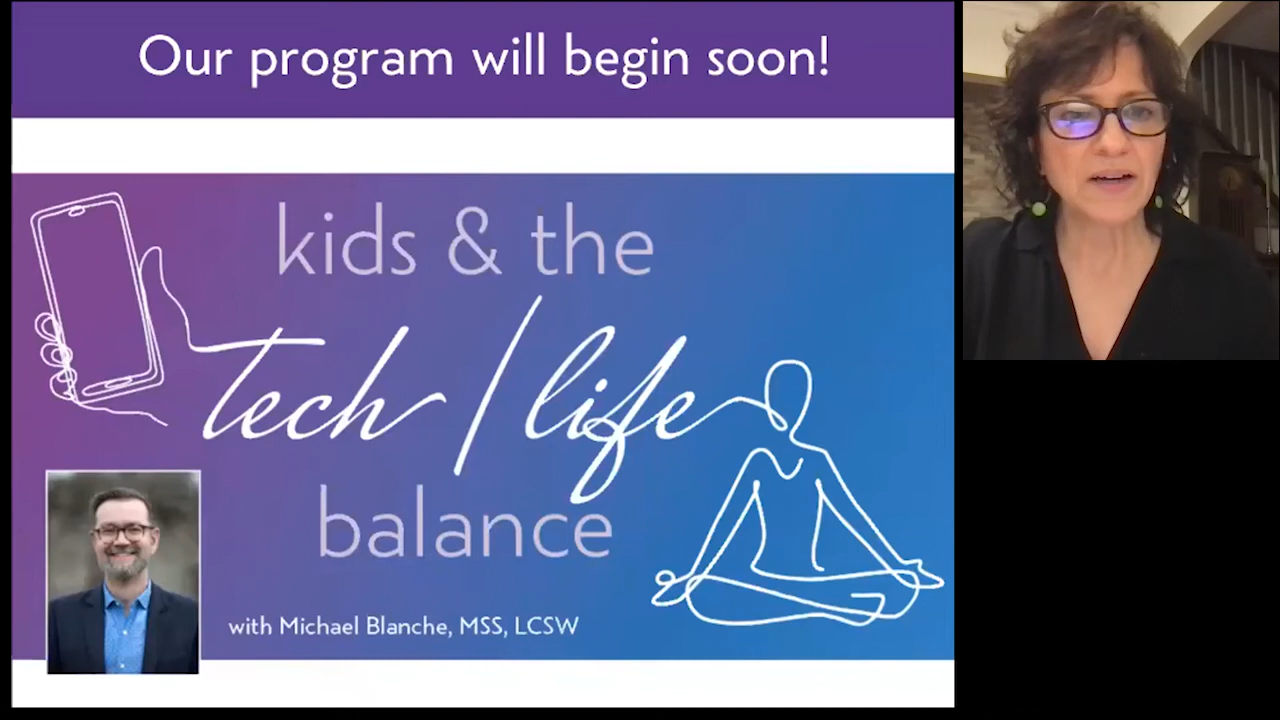 Our program will begin soon!
kids & the
tech/life
balance
with Michael Blanche, MSS, LCSW